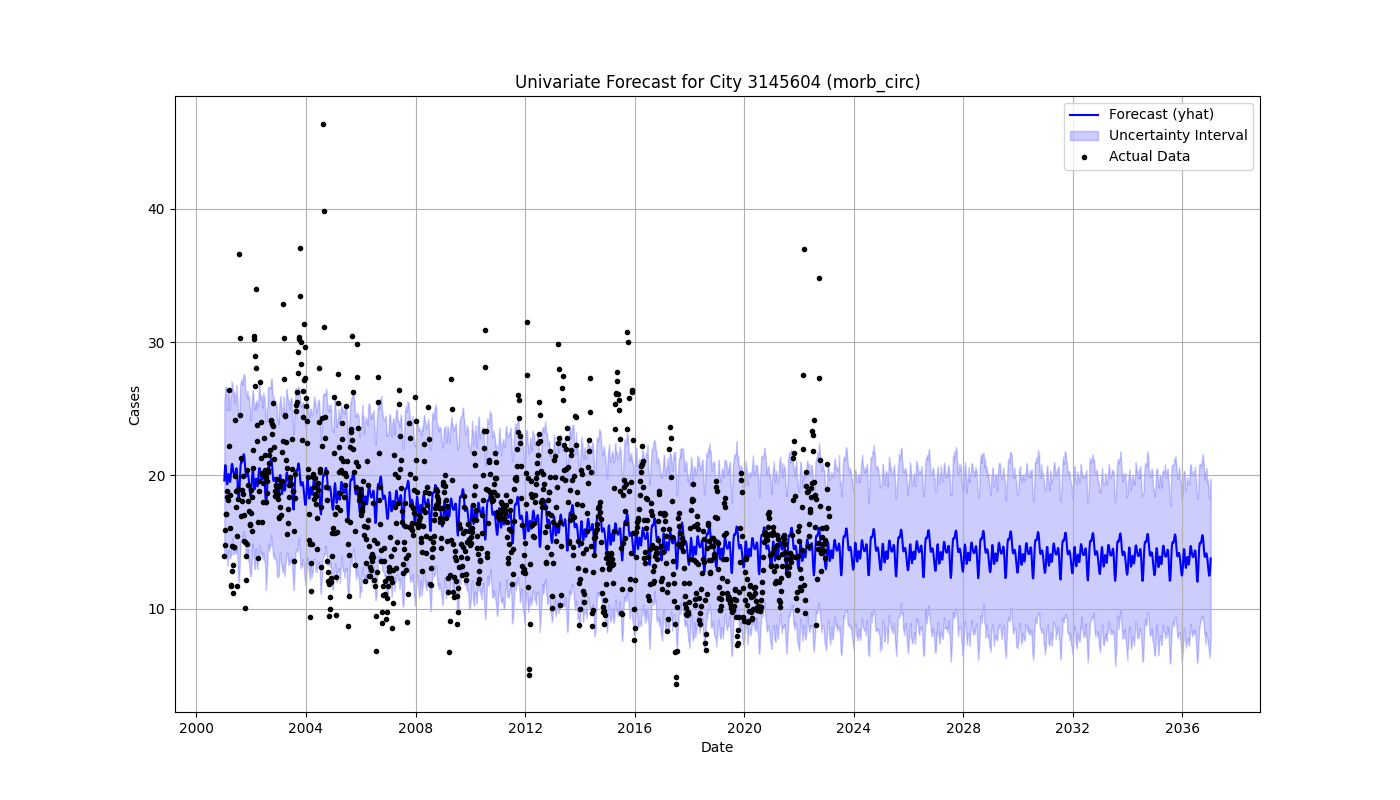 Univariate Forecast for City 3145604 (morb_circ)
Forecast (yhat)
Uncertainty Interval
Actual Data
Cases
40
30
20
10
2000 2004 2008 2012 2016 2020 2024 2028 2032 2036
Date